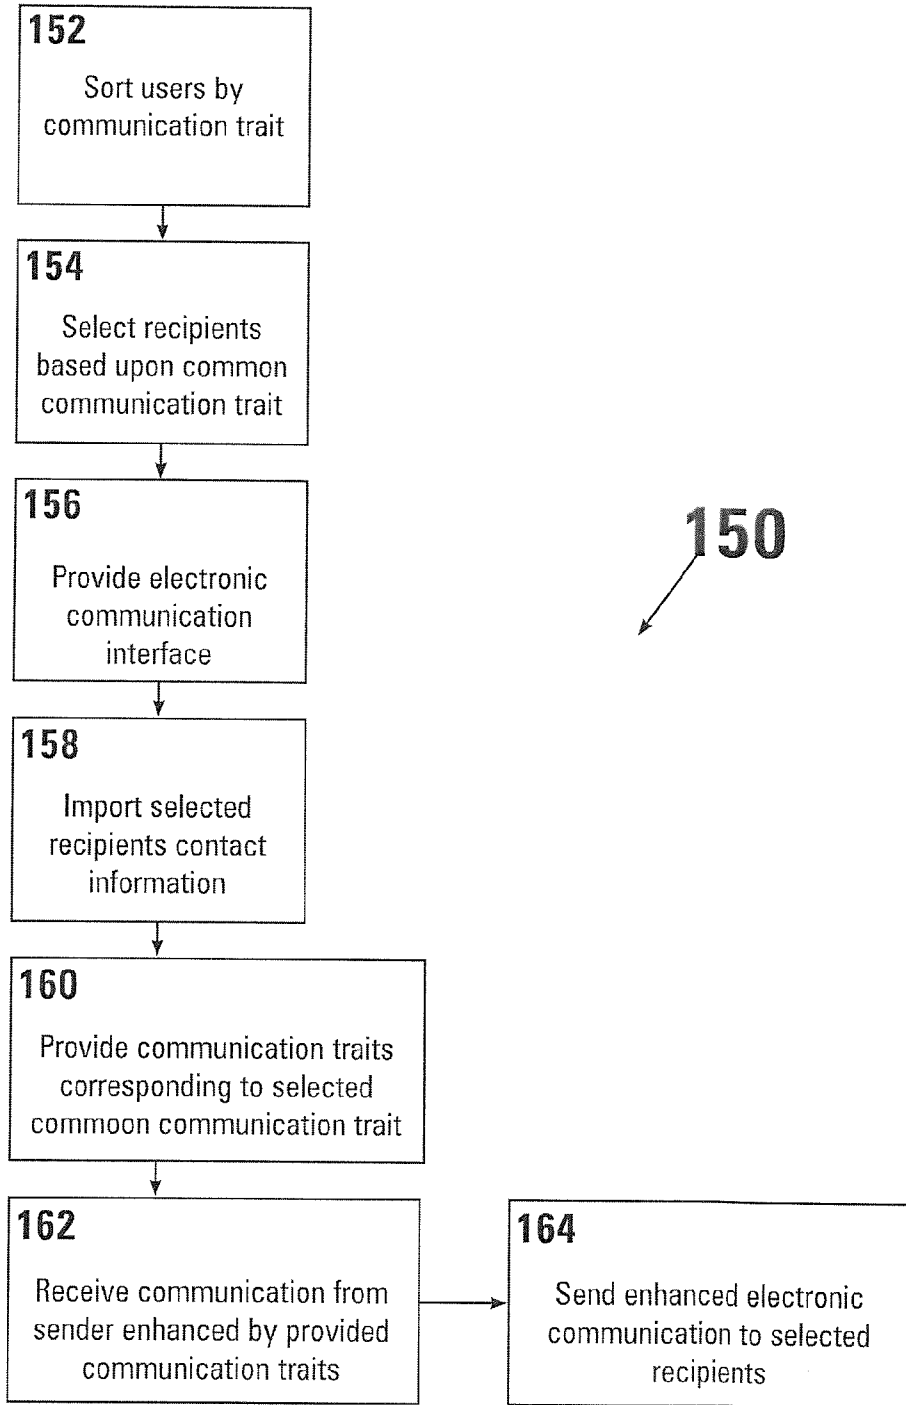 152
Sort users by
communication trait
154
Select recipients
based upon common
communication trait
156
Provide electronic
communication
interface
150
158
Import selected
recipients contact
information
160
Provide communication traits
corresponding to selected
commoon communication trait
162
Receive communication from
sender enhanced by provided
communication traits
164
Send enhanced electronic
communication to selected
recipients